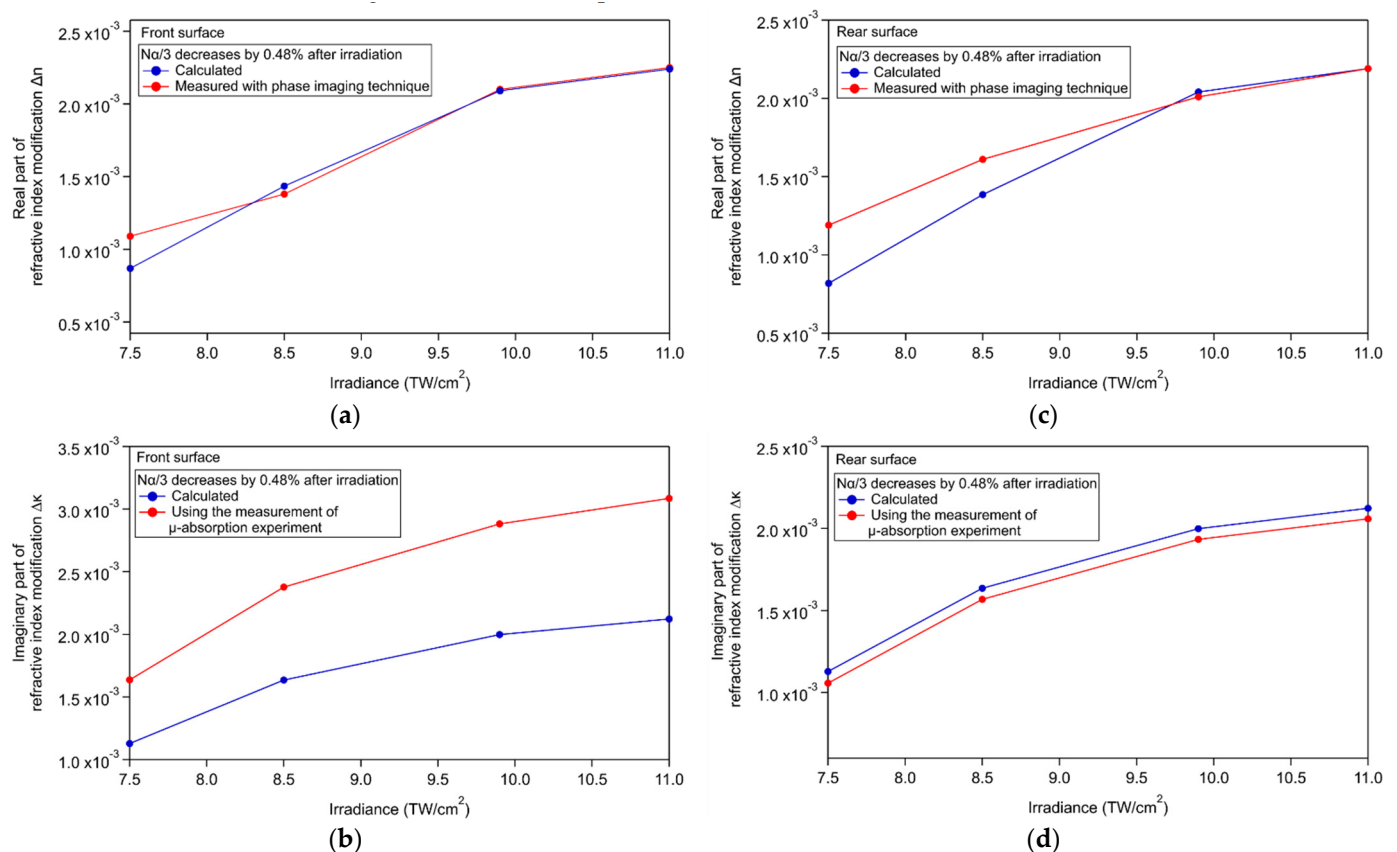 2.5 x10-3
2.0 x10-3
1.5 x10-3
1.0 x10-3
0.5 x10-3
Real part of
refractive index modification Δn
Front surface
Nα/3 decreases by 0.48% after irradiation
Calculated
Measured with phase imaging technique
7.5 8.0 8.5 9.0 9.5 10.0 10.5 11.0
Irradiance (TW/cm2)
(a)
2.5 x10-3
2.0 x10-3
1.5 x10-3
1.0 x10-3
0.5 x10-3
Real part of
refractive index modification Δn
Rear surface
Nα/3 decreases by 0.48% after irradiation
Calculated
Measured with phase imaging technique
7.5 8.0 8.5 9.0 9.5 10.0 10.5 11.0
Irradiance (TW/cm2)
(c)
3.5 x10-3
3.0 x10-3
2.5 x10-3
2.0 x10-3
1.5 x10-3
1.0 x10-3
Imaginary part of
refractive index modification Δκ
Front surface
Nα/3 decreases by 0.48% after irradiation
Calculated
Using the measurement of
μ-absorption experiment
7.5 8.0 8.5 9.0 9.5 10.0 10.5 11.0
Irradiance (TW/cm2)
(b)
2.5 x10-3
2.0 x10-3
1.5 x10-3
1.0 x10-3
Imaginary part of
refractive index modification Δκ
Rear surface
Nα/3 decreases by 0.48% after irradiation
Calculated
Using the measurement of
μ-absorption experiment
7.5 8.0 8.5 9.0 9.5 10.0 10.5 11.0
Irradiance (TW/cm2)
(d)